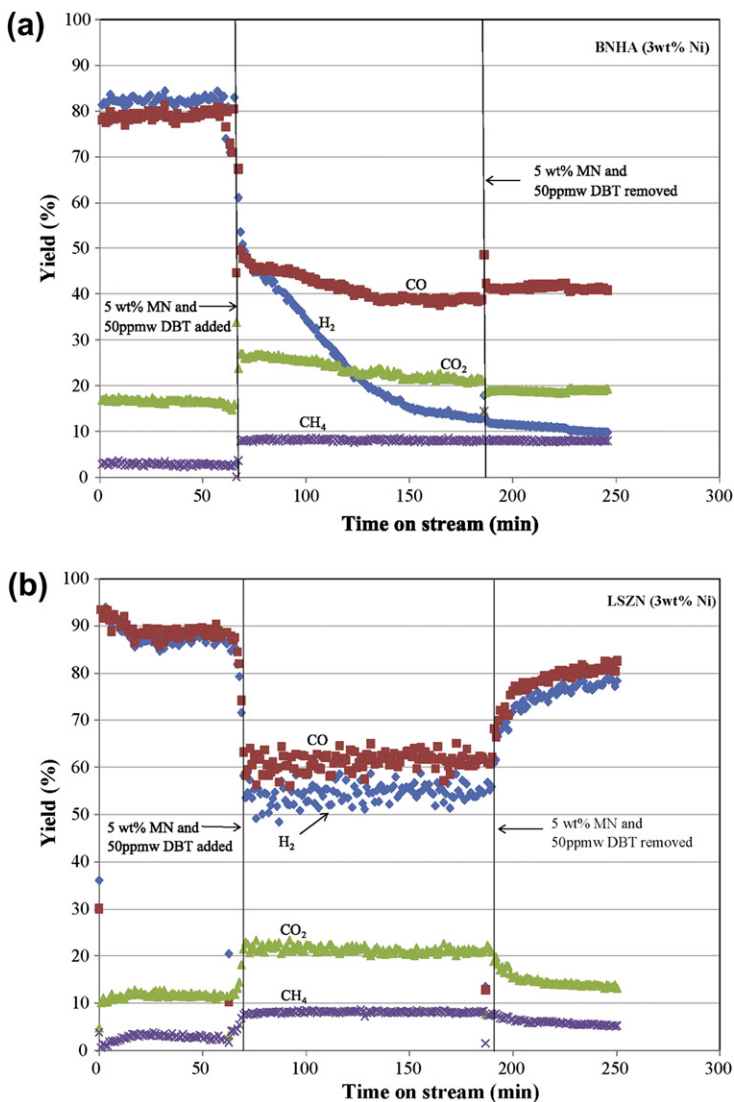 (a)
BNHA (3wt% Ni)
100
90
80
70
60
50
40
30
20
10
0
Yield (%)
5 wt% MN and
50ppmw DBT removed
5 wt% MN and
50ppmw DBT added
CO
H2
CO2
CH4
0
50
100
150
200
250
300
Time on stream (min)
(b)
LSZN (3wt% Ni)
100
90
80
70
60
50
40
30
20
10
0
Yield (%)
CO
5 wt% MN and
50ppmw DBT added
H2
5 wt% MN and
50ppmw DBT removed
CO2
CH4
0
50
100
150
200
250
300
Time on stream (min)